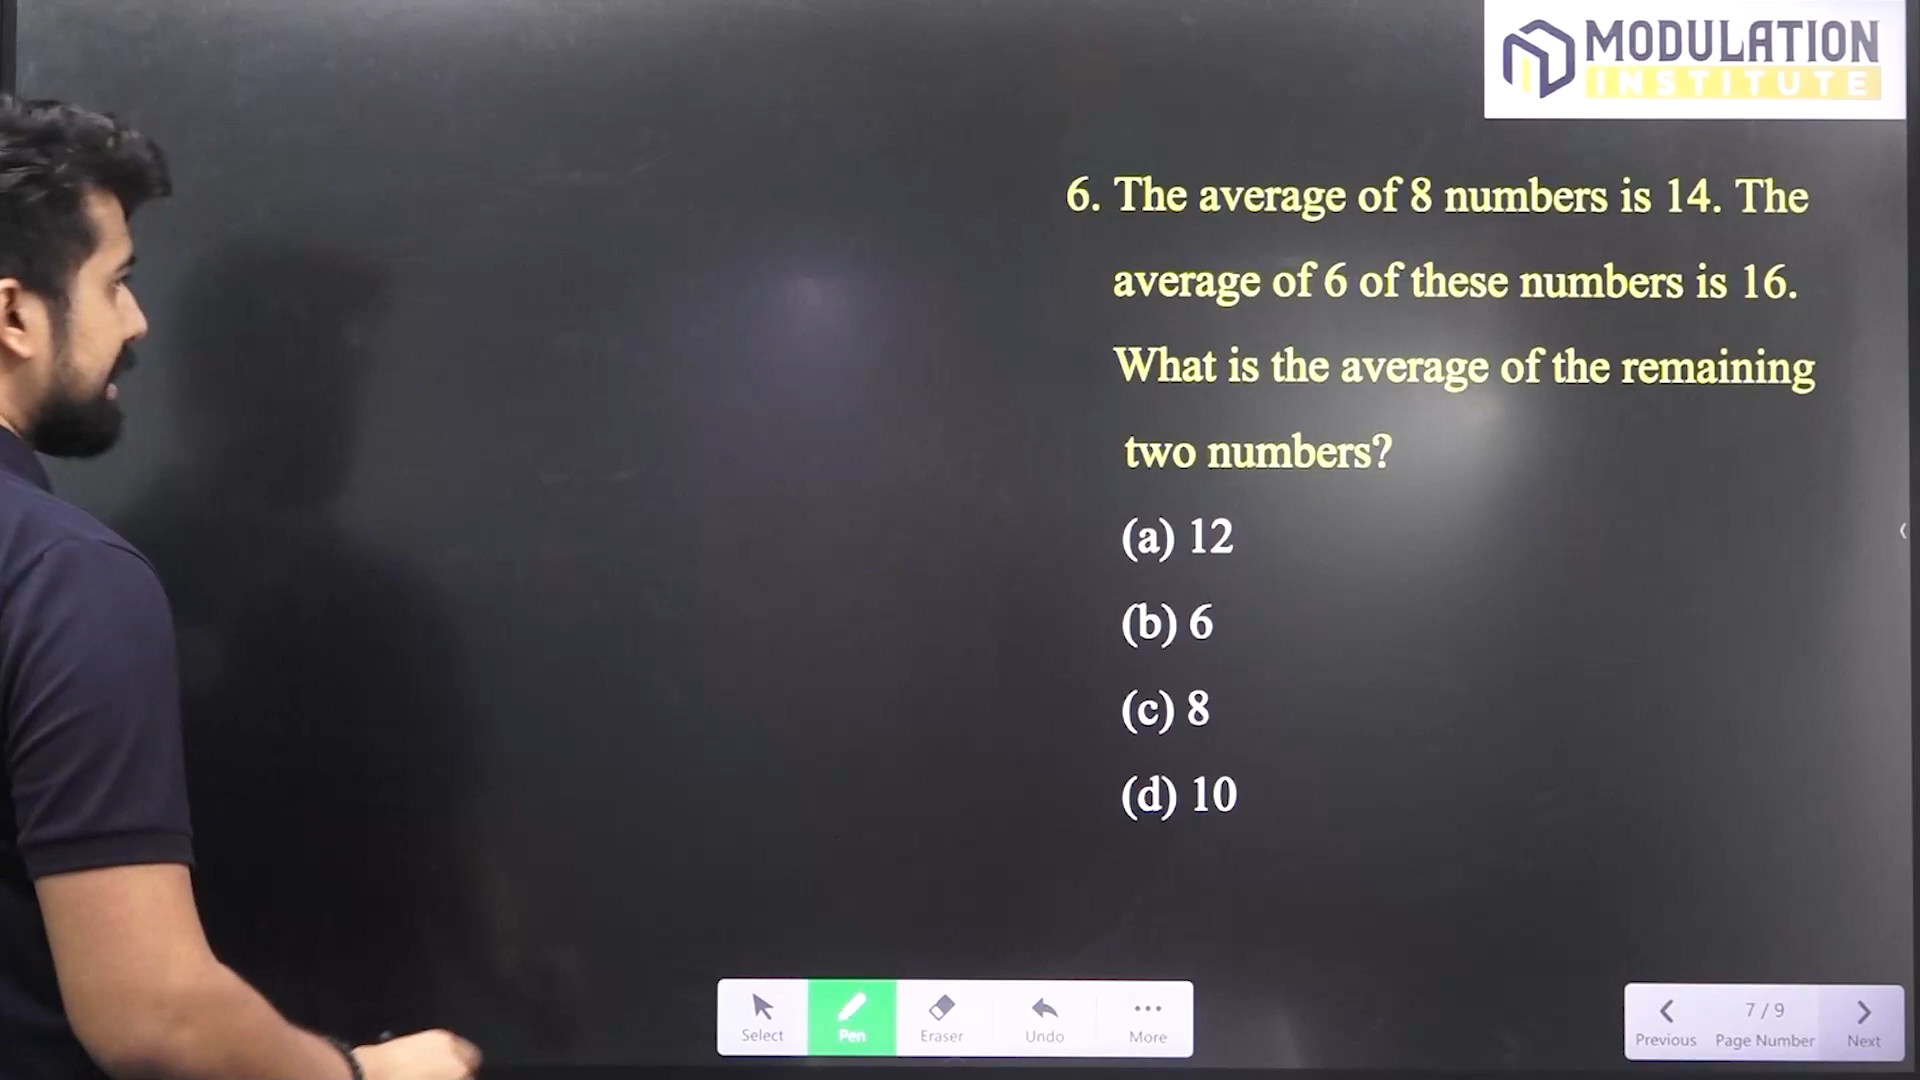 MODULATION
INSTITUTE
6. The average of 8 numbers is 14. The
average of 6 of these numbers is 16.
What is the average of the remaining
two numbers?
(a) 12
(b) 6
(c) 8
(d) 10
Select
Pen
Eraser
Undo
More
7 / 9
Previous
Page Number
Next